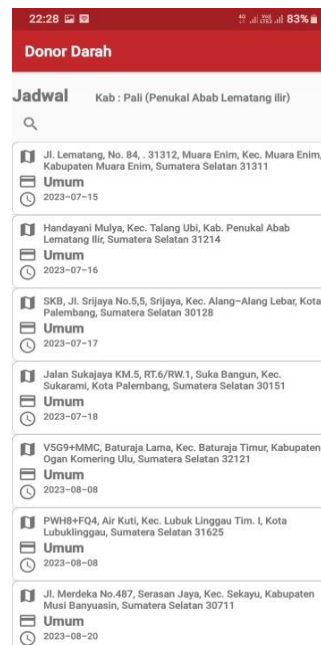 22:28 83%
Donor Darah
Jadwal Kab : Pali (Penukal Abab Lematang ilir)
Jl. Lematang, No. 84, . 31312, Muara Enim, Kec. Muara Enim,
Kabupaten Muara Enim, Sumatera Selatan 31311
Umum
2023-07-15
Handayani Mulya, Kec. Talang Ubi, Kab. Penukal Abab
Lematang Ilir, Sumatera Selatan 31214
Umum
2023-07-16
SKB, Jl. Srijaya No.5,5, Srijaya, Kec. Alang-Alang Lebar, Kota
Palembang, Sumatera Selatan 30128
Umum
2023-07-17
Jalan Sukajaya KM.5, RT.6/RW.1, Suka Bangun, Kec.
Sukarami, Kota Palembang, Sumatera Selatan 30151
Umum
2023-07-18
V5G9+MMC, Baturaja Lama, Kec. Baturaja Timur, Kabupaten
Ogan Komering Ulu, Sumatera Selatan 32121
Umum
2023-08-08
PWH8+FQ4, Air Kuti, Kec. Lubuk Linggau Tim. I, Kota
Lubuklinggau, Sumatera Selatan 31625
Umum
2023-08-08
Jl. Merdeka No.487, Serasan Jaya, Kec. Sekayu, Kabupaten
Musi Banyuasin, Sumatera Selatan 30711
Umum
2023-08-20